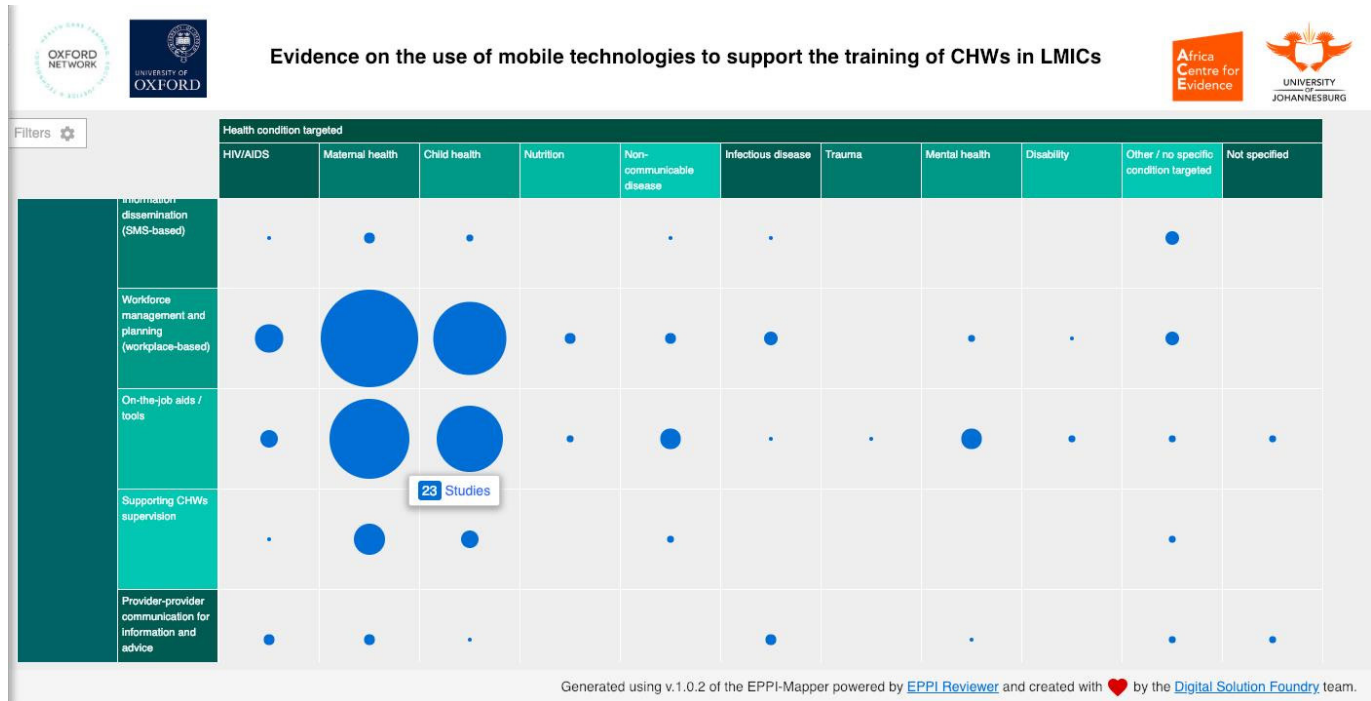 OXFORD
NETWORK
UNIVERSITY OF
OXFORD
Evidence on the use of mobile technologies to support the training of CHWs in LMICs
Africa
Centre for
Evidence
UNIVERSITY
OF
JOHANNESBURG
Filters
Health condition targeted
HIV/AIDS
Maternal health
Child health
Nutrition
Non-
communicable
disease
Infectious disease
Trauma
Mental health
Disability
Other / no specific
condition targeted
Not specified
information
dissemination
(SMS-based)
Workforce
management and
planning
(workplace-based)
On-the-job aids /
tools
23 Studies
Supporting CHWs
supervision
Provider-provider
communication for
information and
advice
Generated using v.1.0.2 of the EPPI-Mapper powered by EPPI Reviewer and created with by the Digital Solution Foundry team.